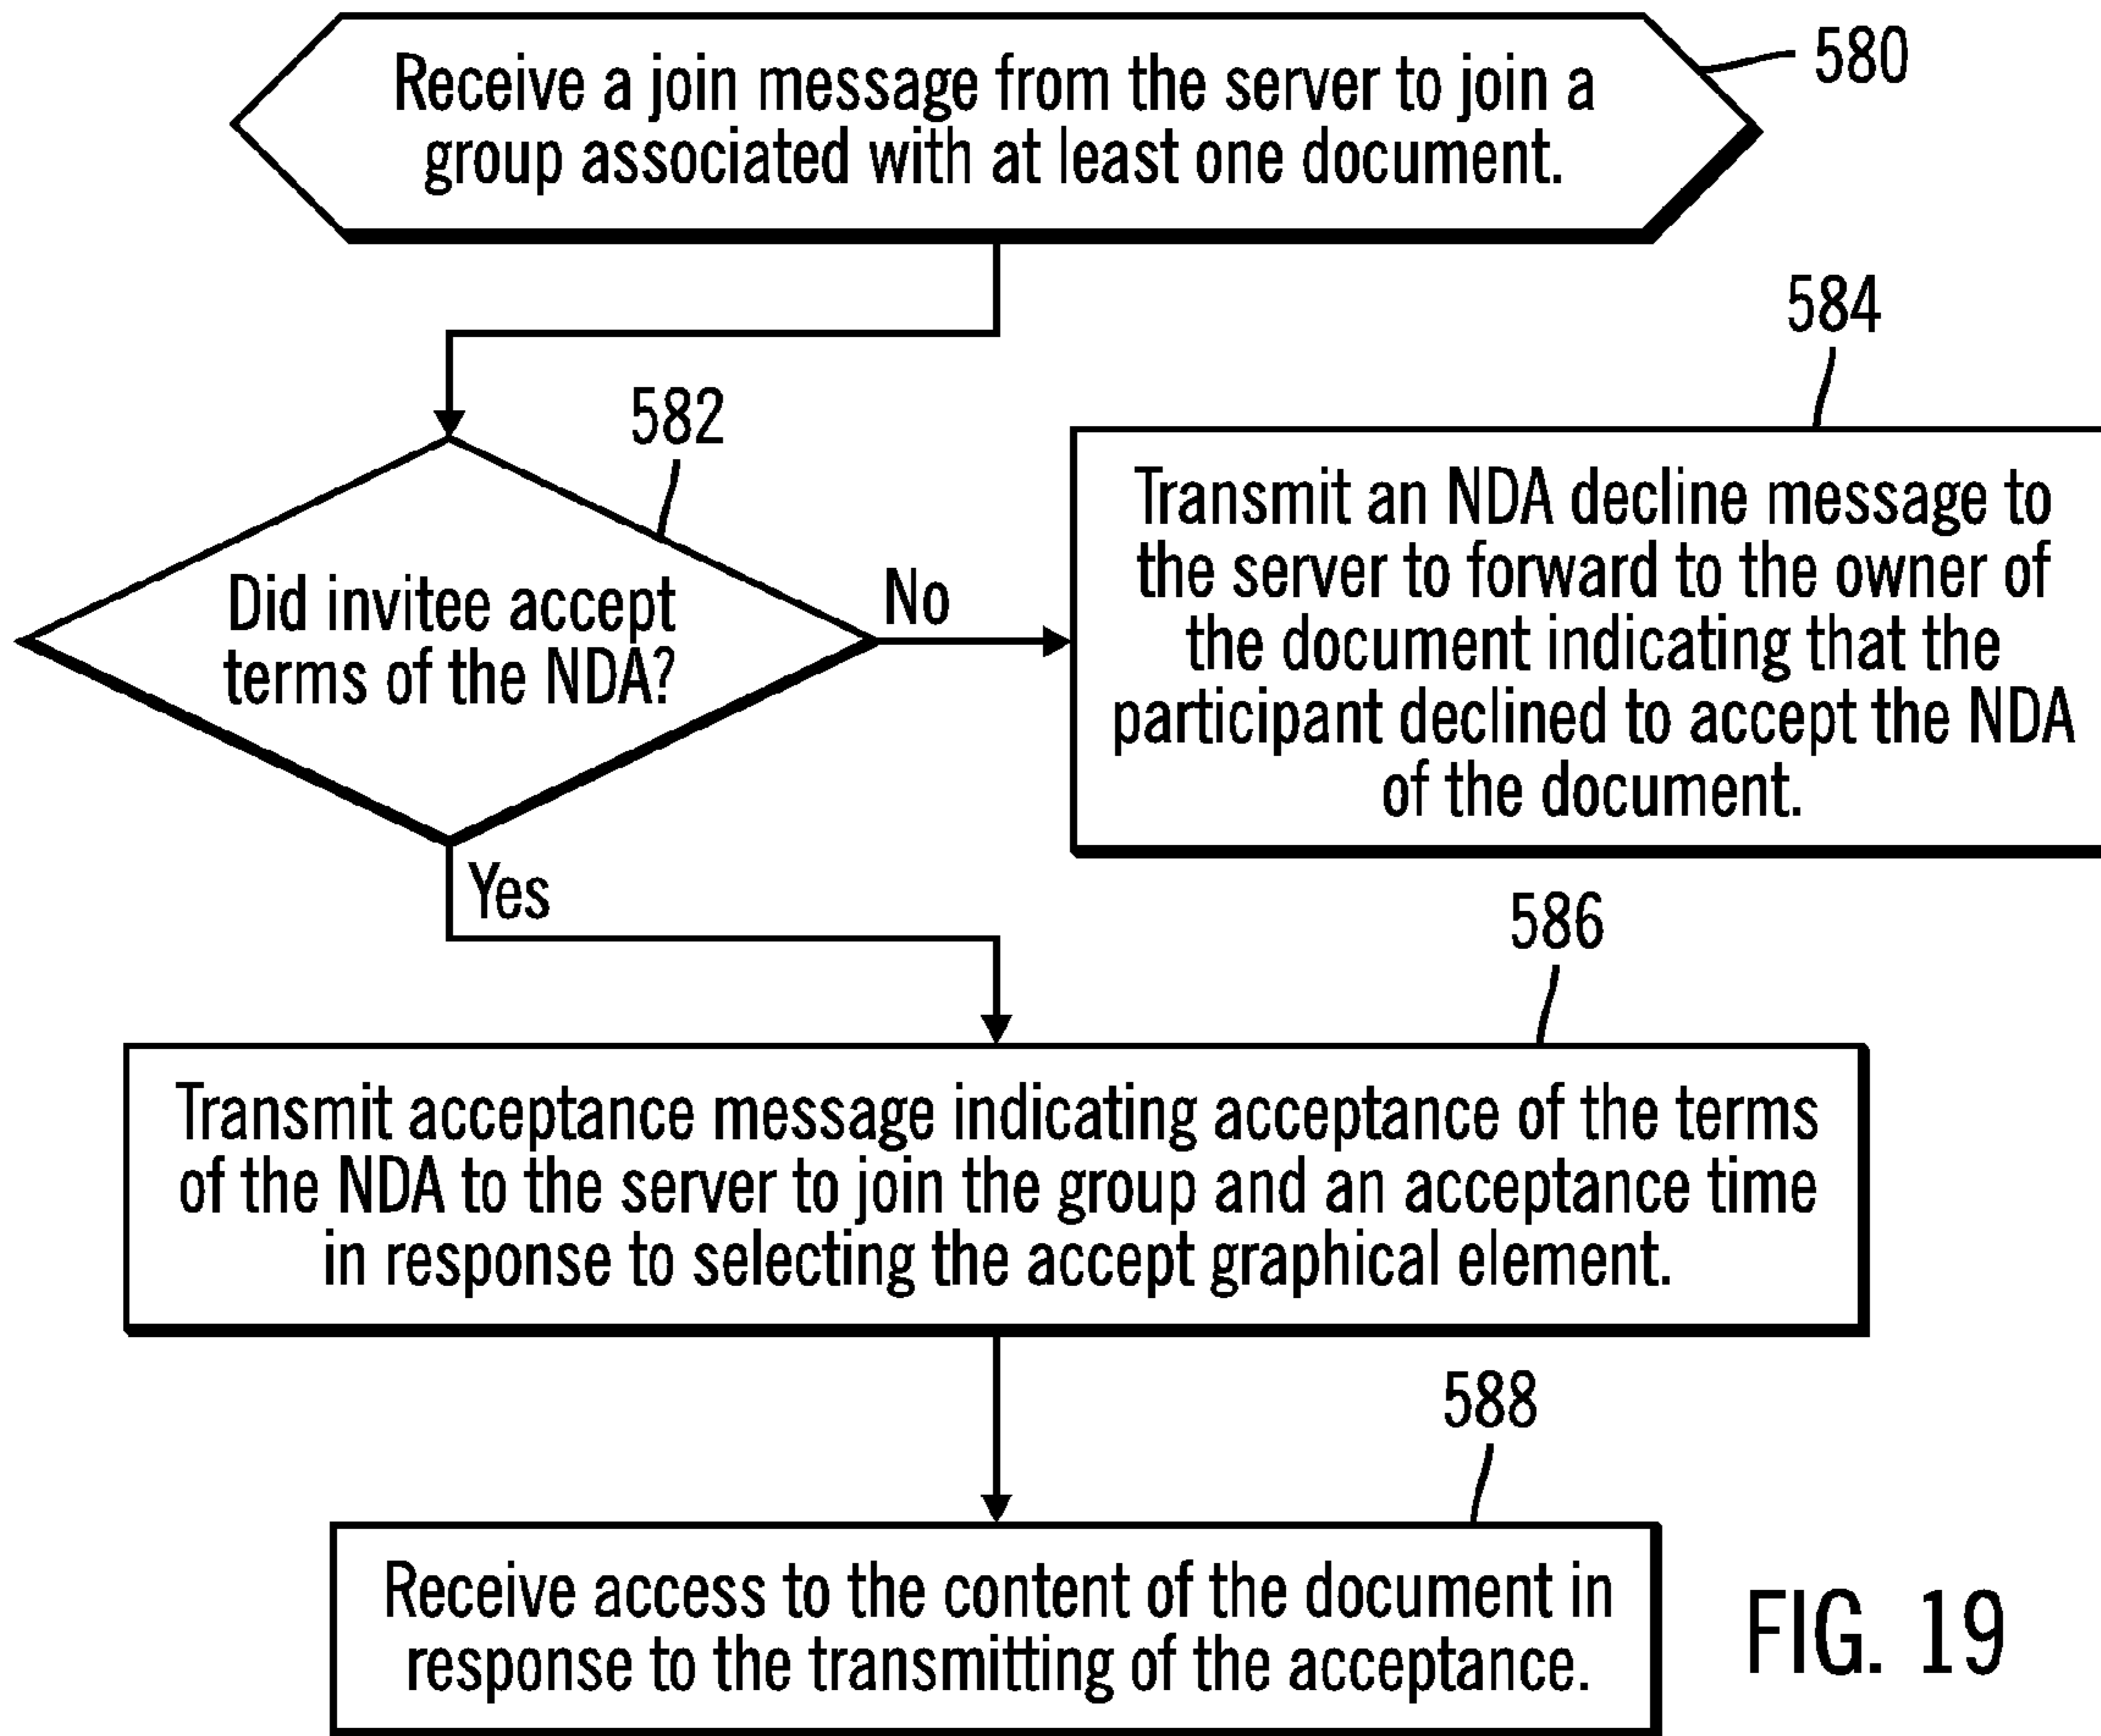 Receive a join message from the server to join a
group associated with at least one document.
580
582
Did invitee accept
terms of the NDA?
No
584
Transmit an NDA decline message to
the server to forward to the owner of
the document indicating that the
participant declined to accept the NDA
of the document.
Yes
586
Transmit acceptance message indicating acceptance of the terms
of the NDA to the server to join the group and an acceptance time
in response to selecting the accept graphical element.
588
Receive access to the content of the document in
response to the transmitting of the acceptance.
FIG. 19